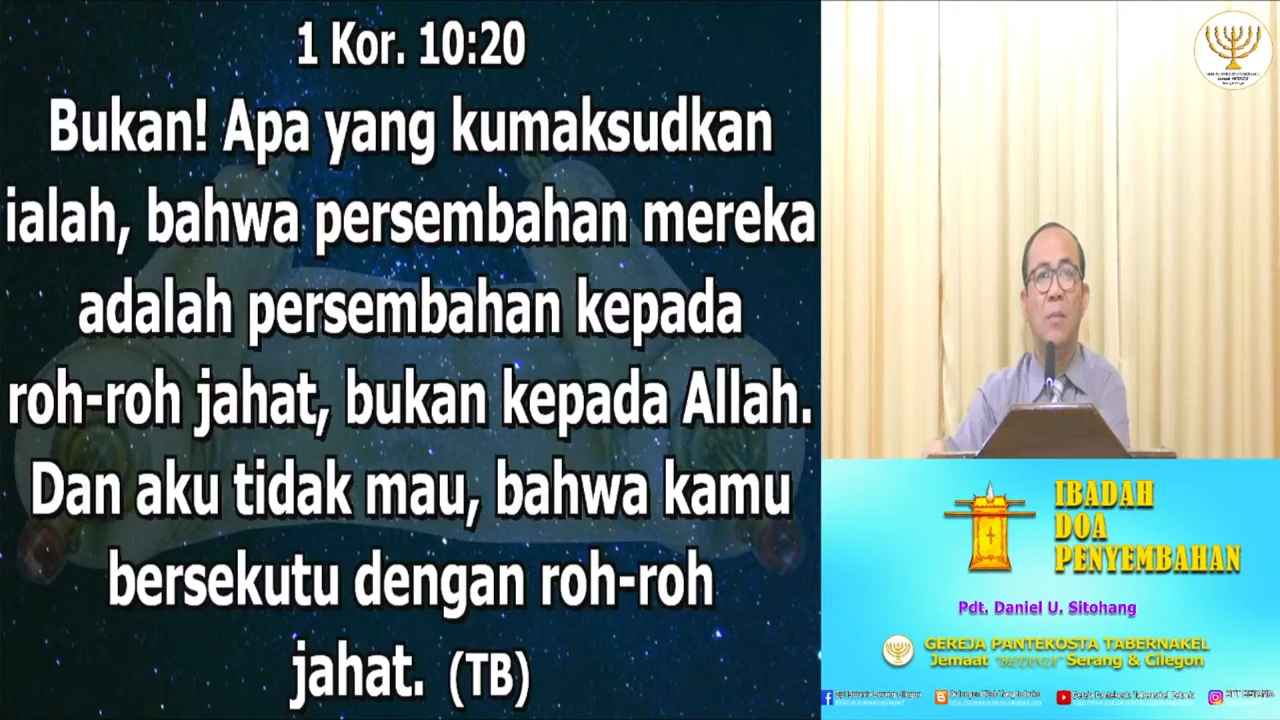 1 Kor. 10:20
Bukan! Apa yang kumaksudkan
ialah, bahwa persembahan mereka
adalah persembahan kepada
roh-roh jahat, bukan kepada Allah.
Dan aku tidak mau, bahwa kamu
bersekutu dengan roh-roh
jahat. (TB)
IBADAH
DOA
PENYEMBAHAN
Pdt. Daniel U. Sitohang
GEREJA PANTEKOSTA TABERNAKEL
Jemaat "BETANIA" Serang & Cilegon